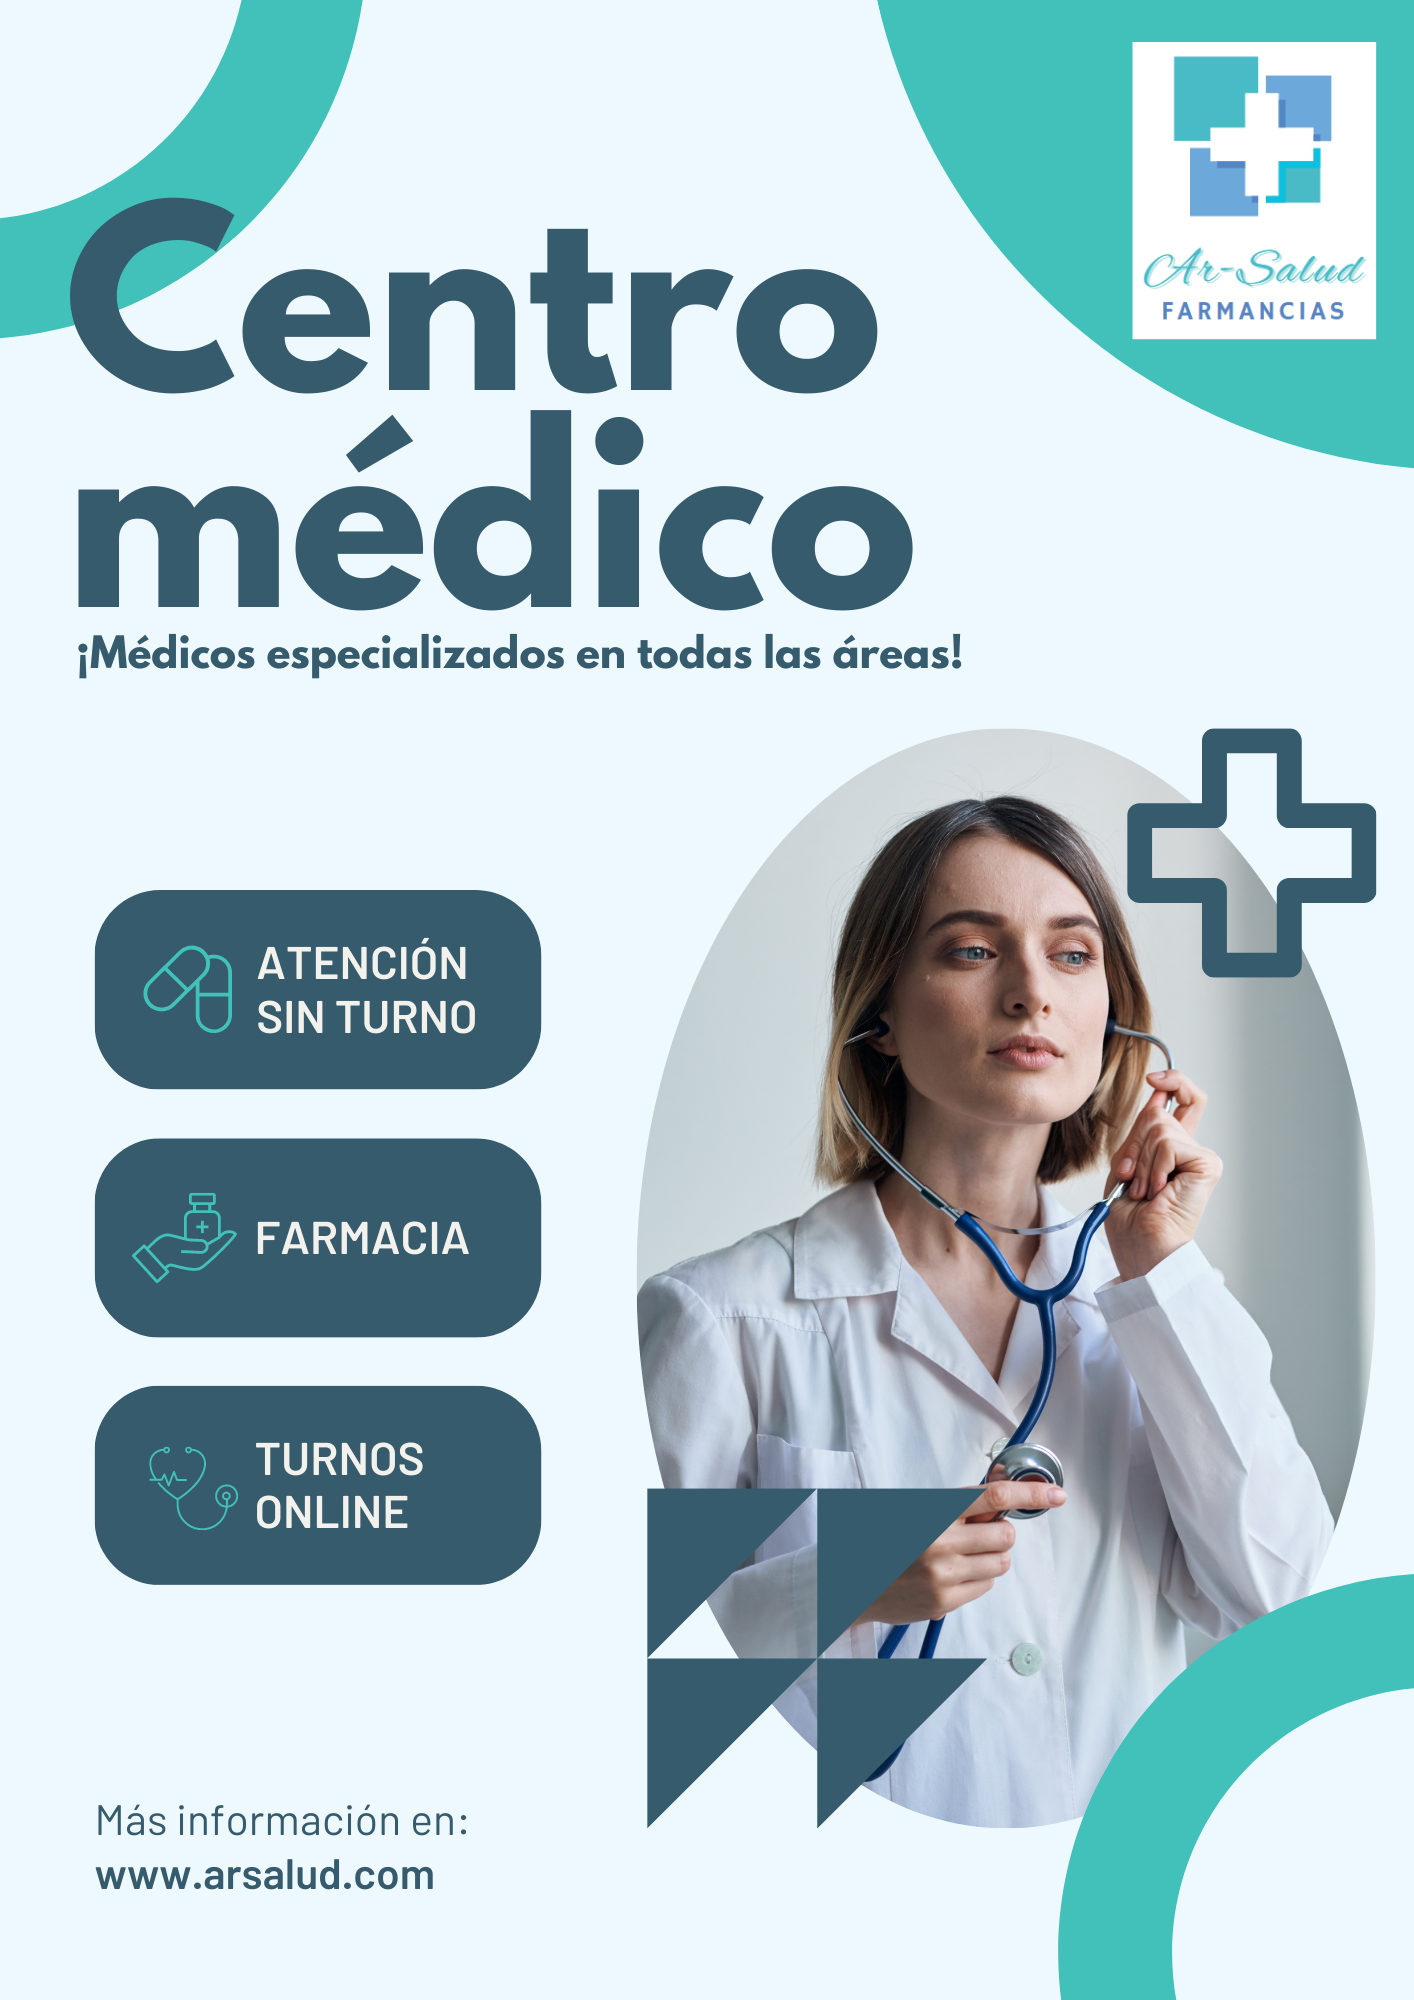 Ar-Salud
FARMANCIAS
Centro
médico
¡Médicos especializados en todas las áreas!
ATENCIÓN
SIN TURNO
FARMACIA
TURNOS
ONLINE
Más información en:
www.arsalud.com